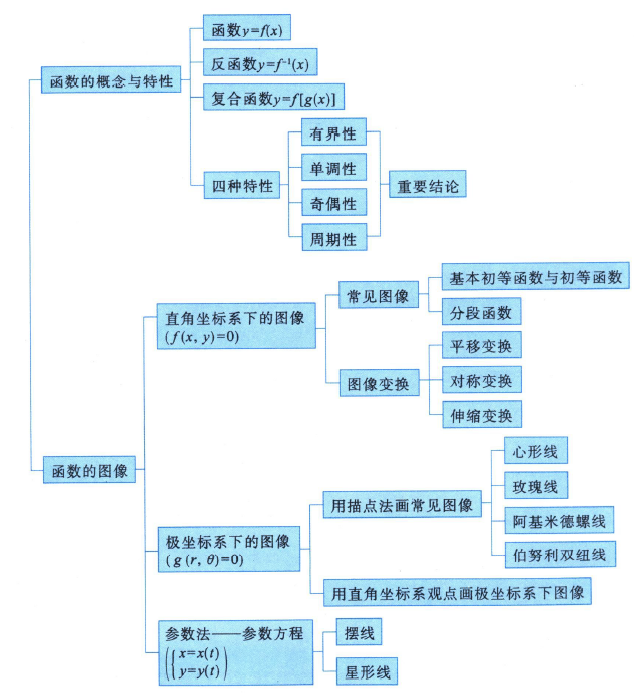 函数y=f(x)
反函数y=f⁻¹(x)
函数的概念与特性
复合函数y=f[g(x)]
有界性
单调性
四种特性
重要结论
奇偶性
周期性
基本初等函数与初等函数
常见图像
直角坐标系下的图像
(f(x, y)=0)
分段函数
平移变换
图像变换
对称变换
伸缩变换
函数的图像
心形线
玫瑰线
用描点法画常见图像
阿基米德螺线
极坐标系下的图像
(g(r, θ)=0)
伯努利双纽线
用直角坐标系观点画极坐标系下图像
参数法——参数方程
({x=x(t)
y=y(t))
摆线
星形线